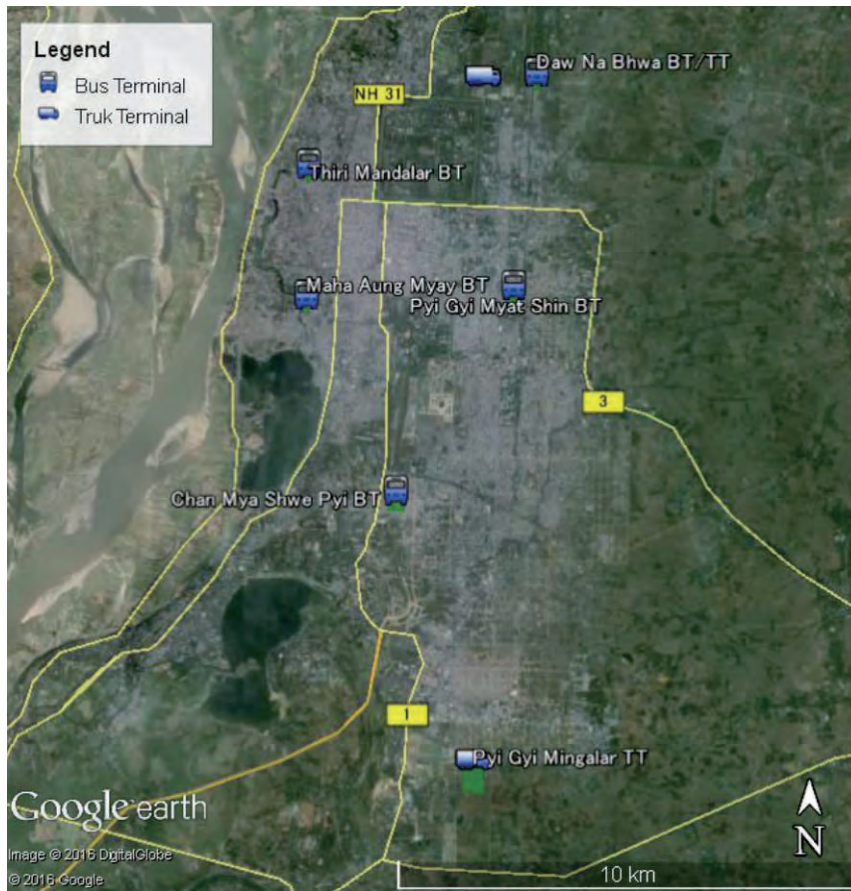 Legend
Bus Terminal
Truk Terminal
Daw Na Bhwa BT/TT
NH 31
Thiri Mandalar BT
Maha Aung Myay BT
Pyi Gyi Myat Shin BT
3
Chan Mya Shwe Pyi BT
1
Pyi Gyi Mingalar TT
Google earth
N
Image © 2016 DigitalGlobe
© 2016 Google
10 km